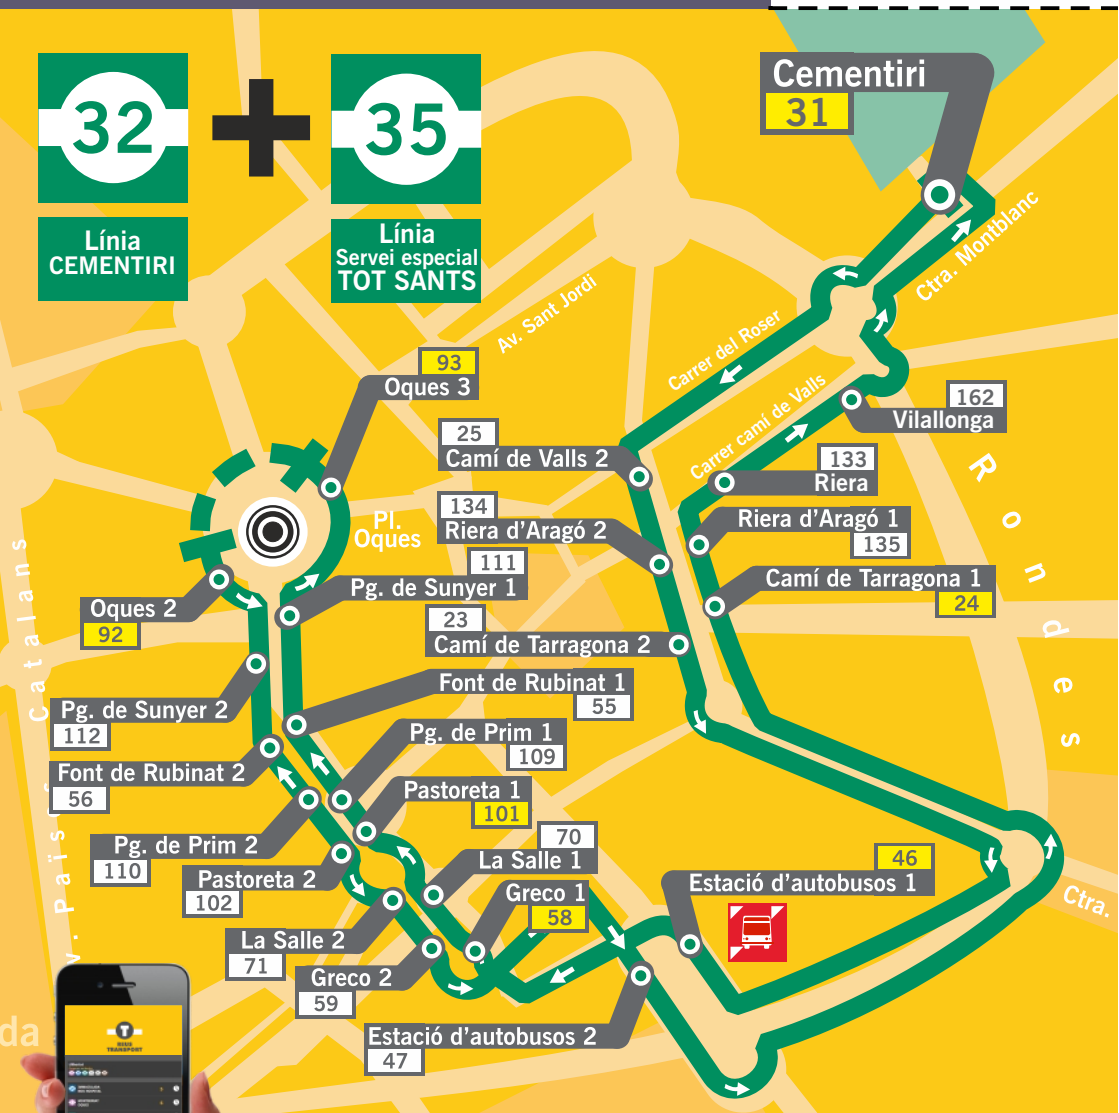 32
35
Línia
CEMENTIRI
Línia
Servei especial
TOT SANTS
Cementiri
31
Ctra. Montblanc
Av. Sant Jordi
Carrer del Roser
Carrer camí de Valls
93
Oques 3
162
Vilallonga
25
Camí de Valls 2
133
Riera
134
Riera d'Aragó 2
Riera d'Aragó 1
135
Pl.
Oques
111
Pg. de Sunyer 1
Camí de Tarragona 1
24
Oques 2
92
23
Camí de Tarragona 2
Rondes
Font de Rubinat 1
55
Pg. de Sunyer 2
112
Pg. de Prim 1
109
Font de Rubinat 2
56
Pastoreta 1
101
Pg. de Prim 2
110
70
La Salle 1
46
Estació d'autobusos 1
Pastoreta 2
102
Greco 1
58
Ctra.
La Salle 2
71
Greco 2
59
Estació d'autobusos 2
47
Catalans
v. Païs
da
T
REUS
TRANSPORT